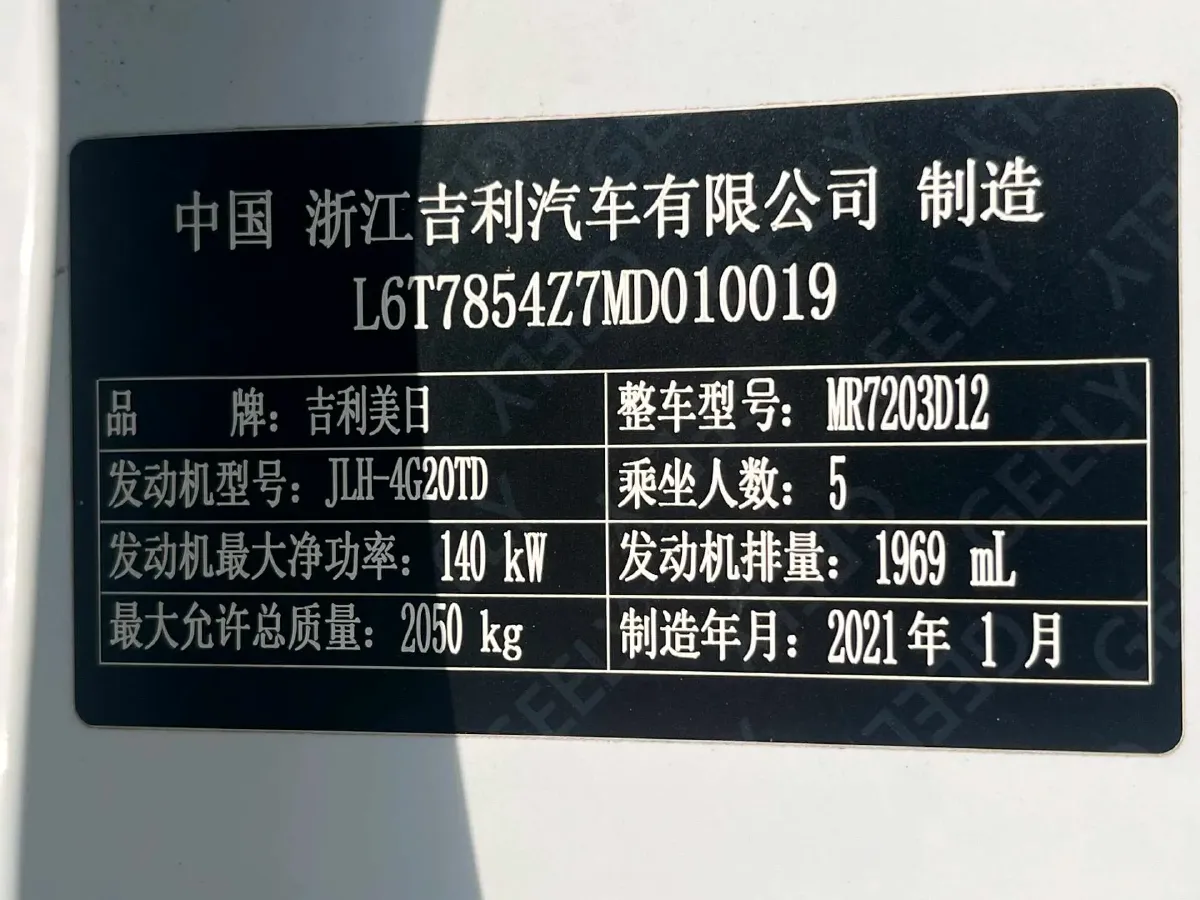 中国 浙江吉利汽车有限公司 制造
L6T7854Z7MD010019
品 牌: 吉利美日 整车型号: MR7203D12
发动机型号: JLH-4G20TD 乘坐人数: 5
发动机最大净功率: 140 kW 发动机排量: 1969 mL
最大允许总质量: 2050 kg 制造年月: 2021年 1 月
GEELY